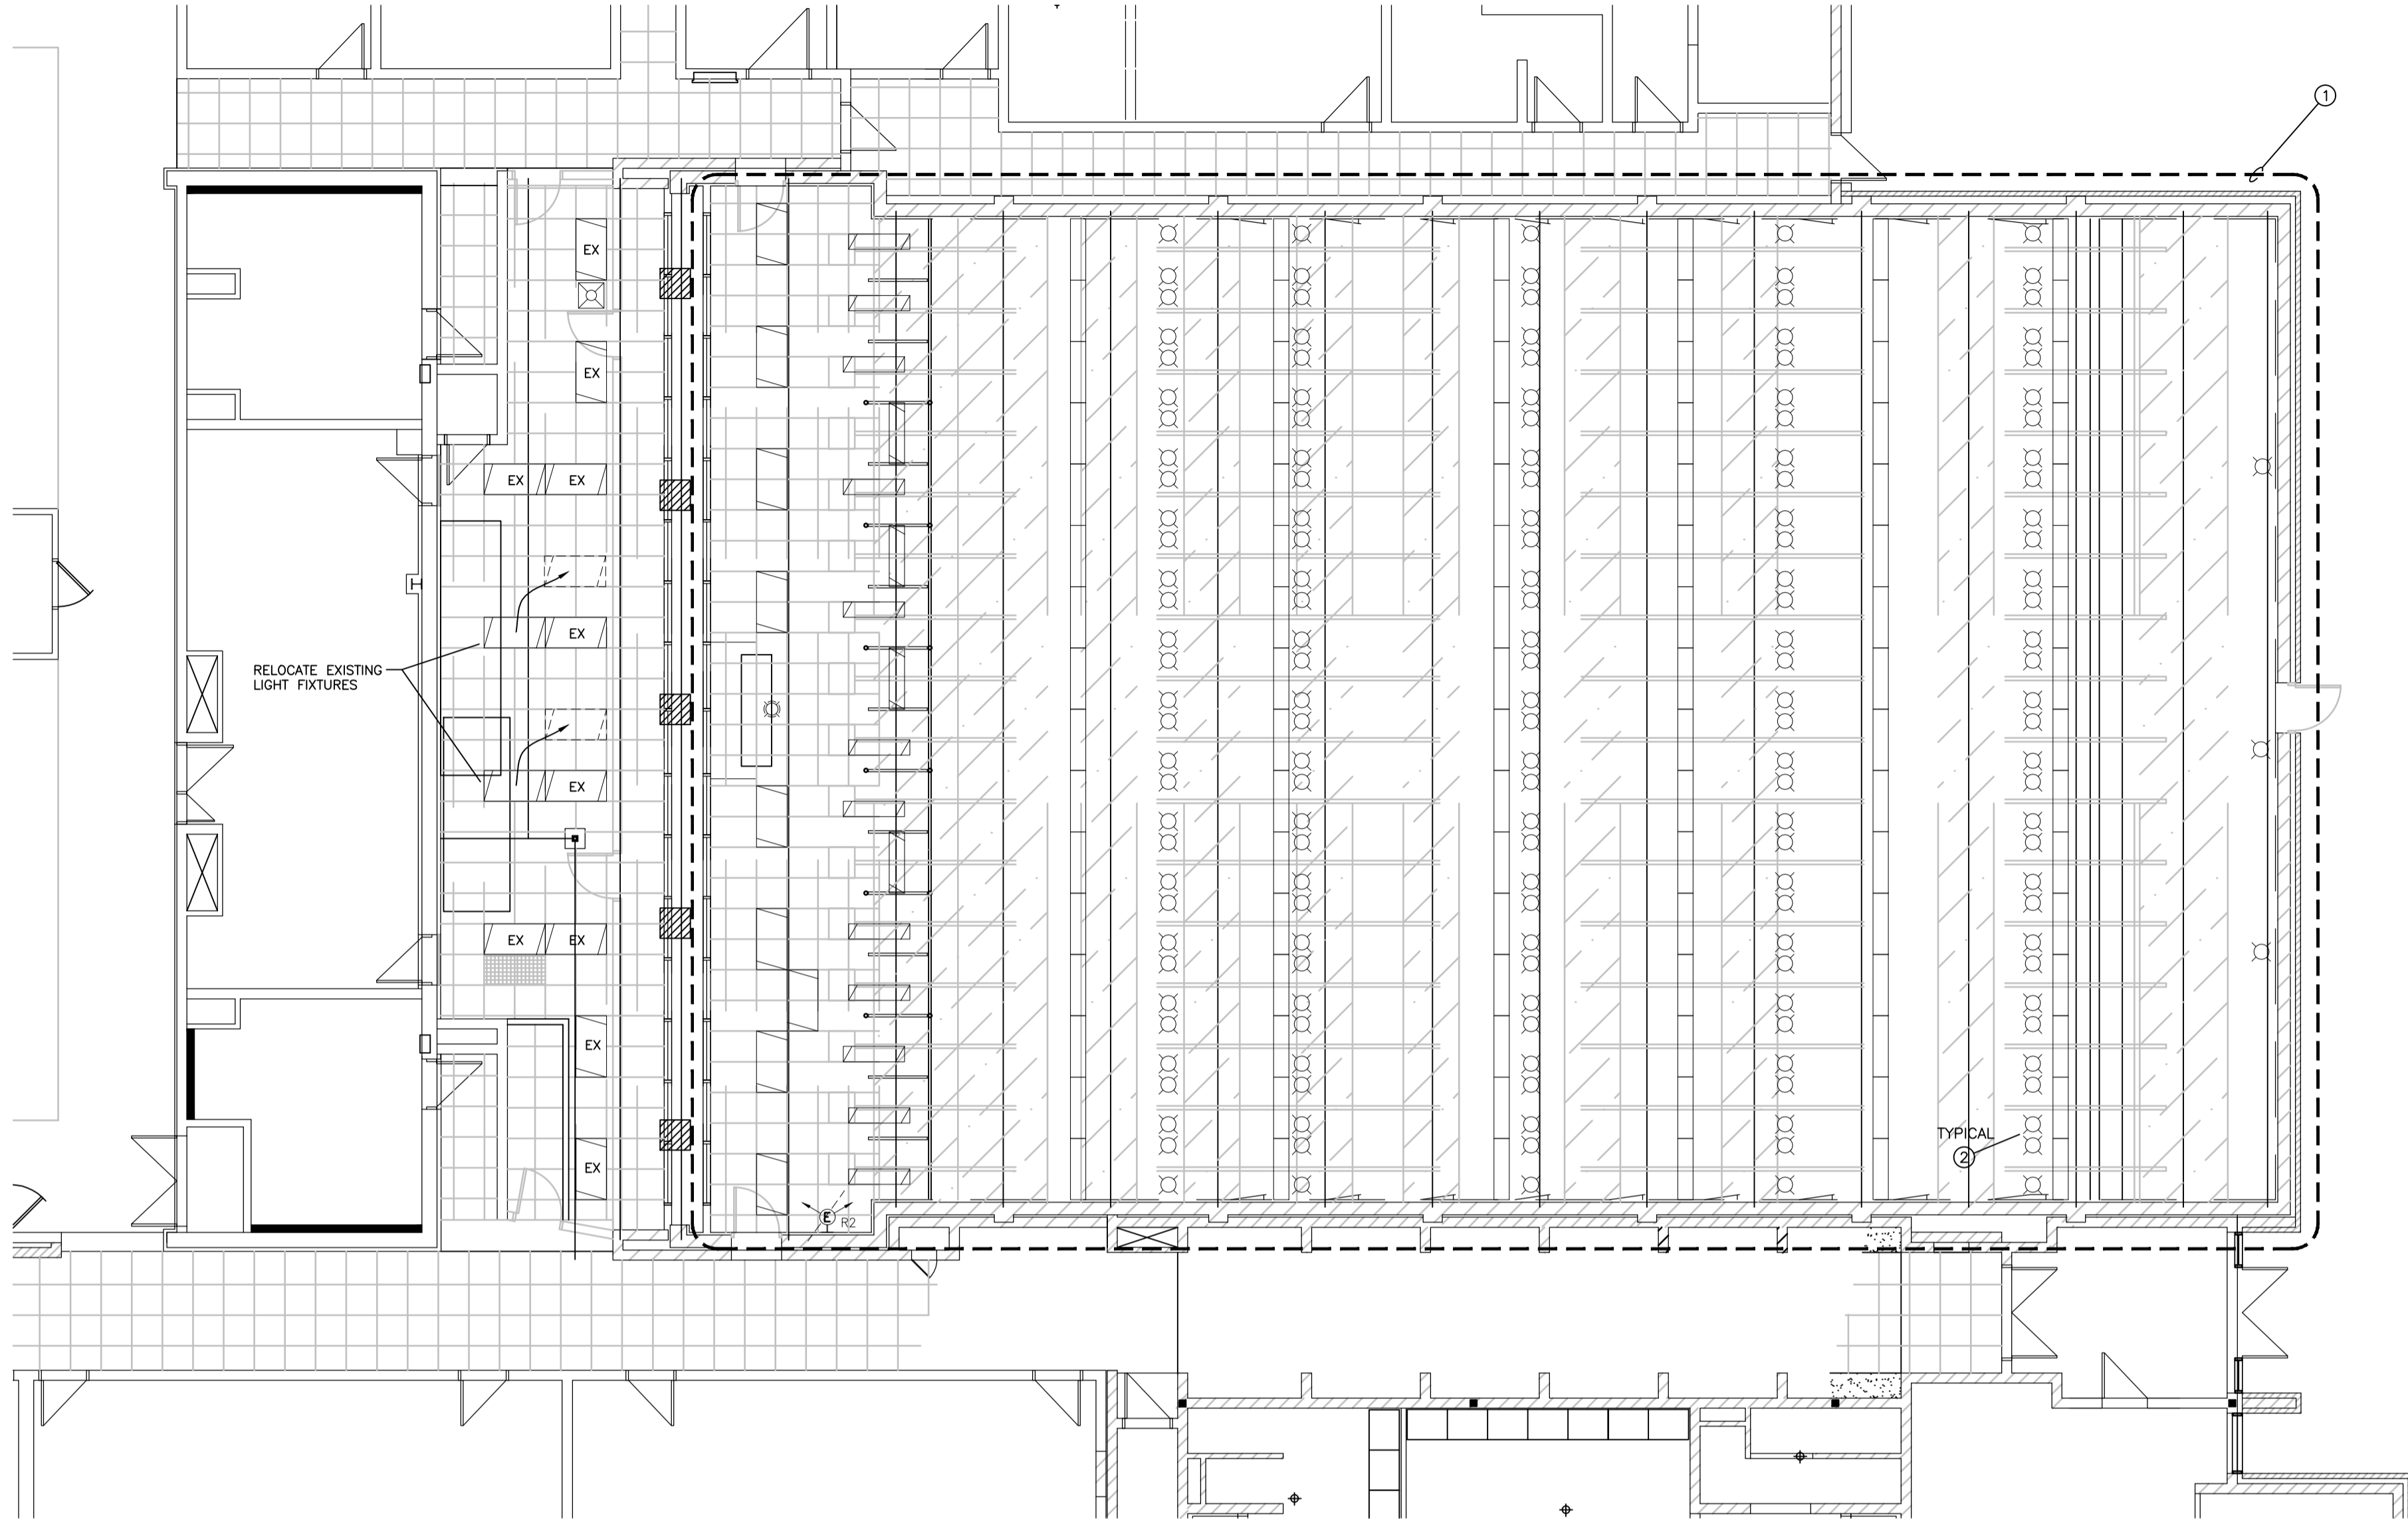 1
EX
EX
EX EX
EX
RELOCATE EXISTING
LIGHT FIXTURES
EX
EX EX
EX
TYPICAL
2
EX
E R2